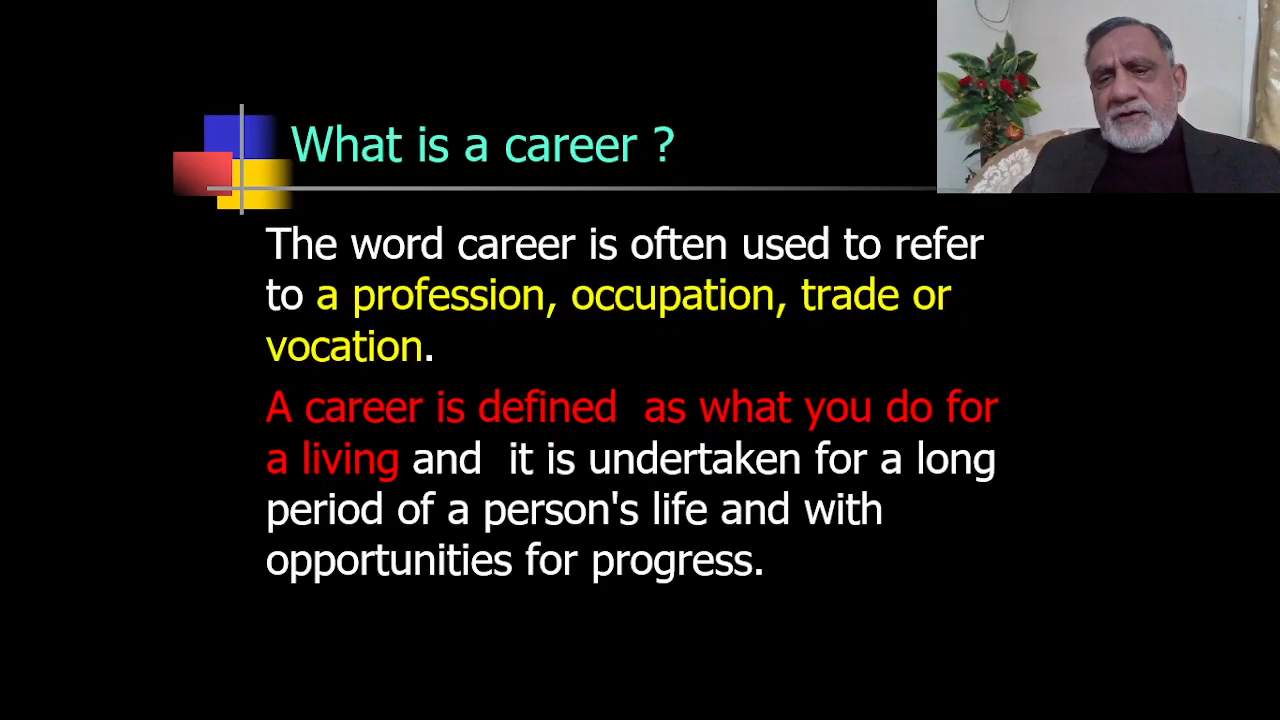 What is a career ?
The word career is often used to refer
to a profession, occupation, trade or
vocation.
A career is defined  as what you do for
a living and  it is undertaken for a long
period of a person's life and with
opportunities for progress.